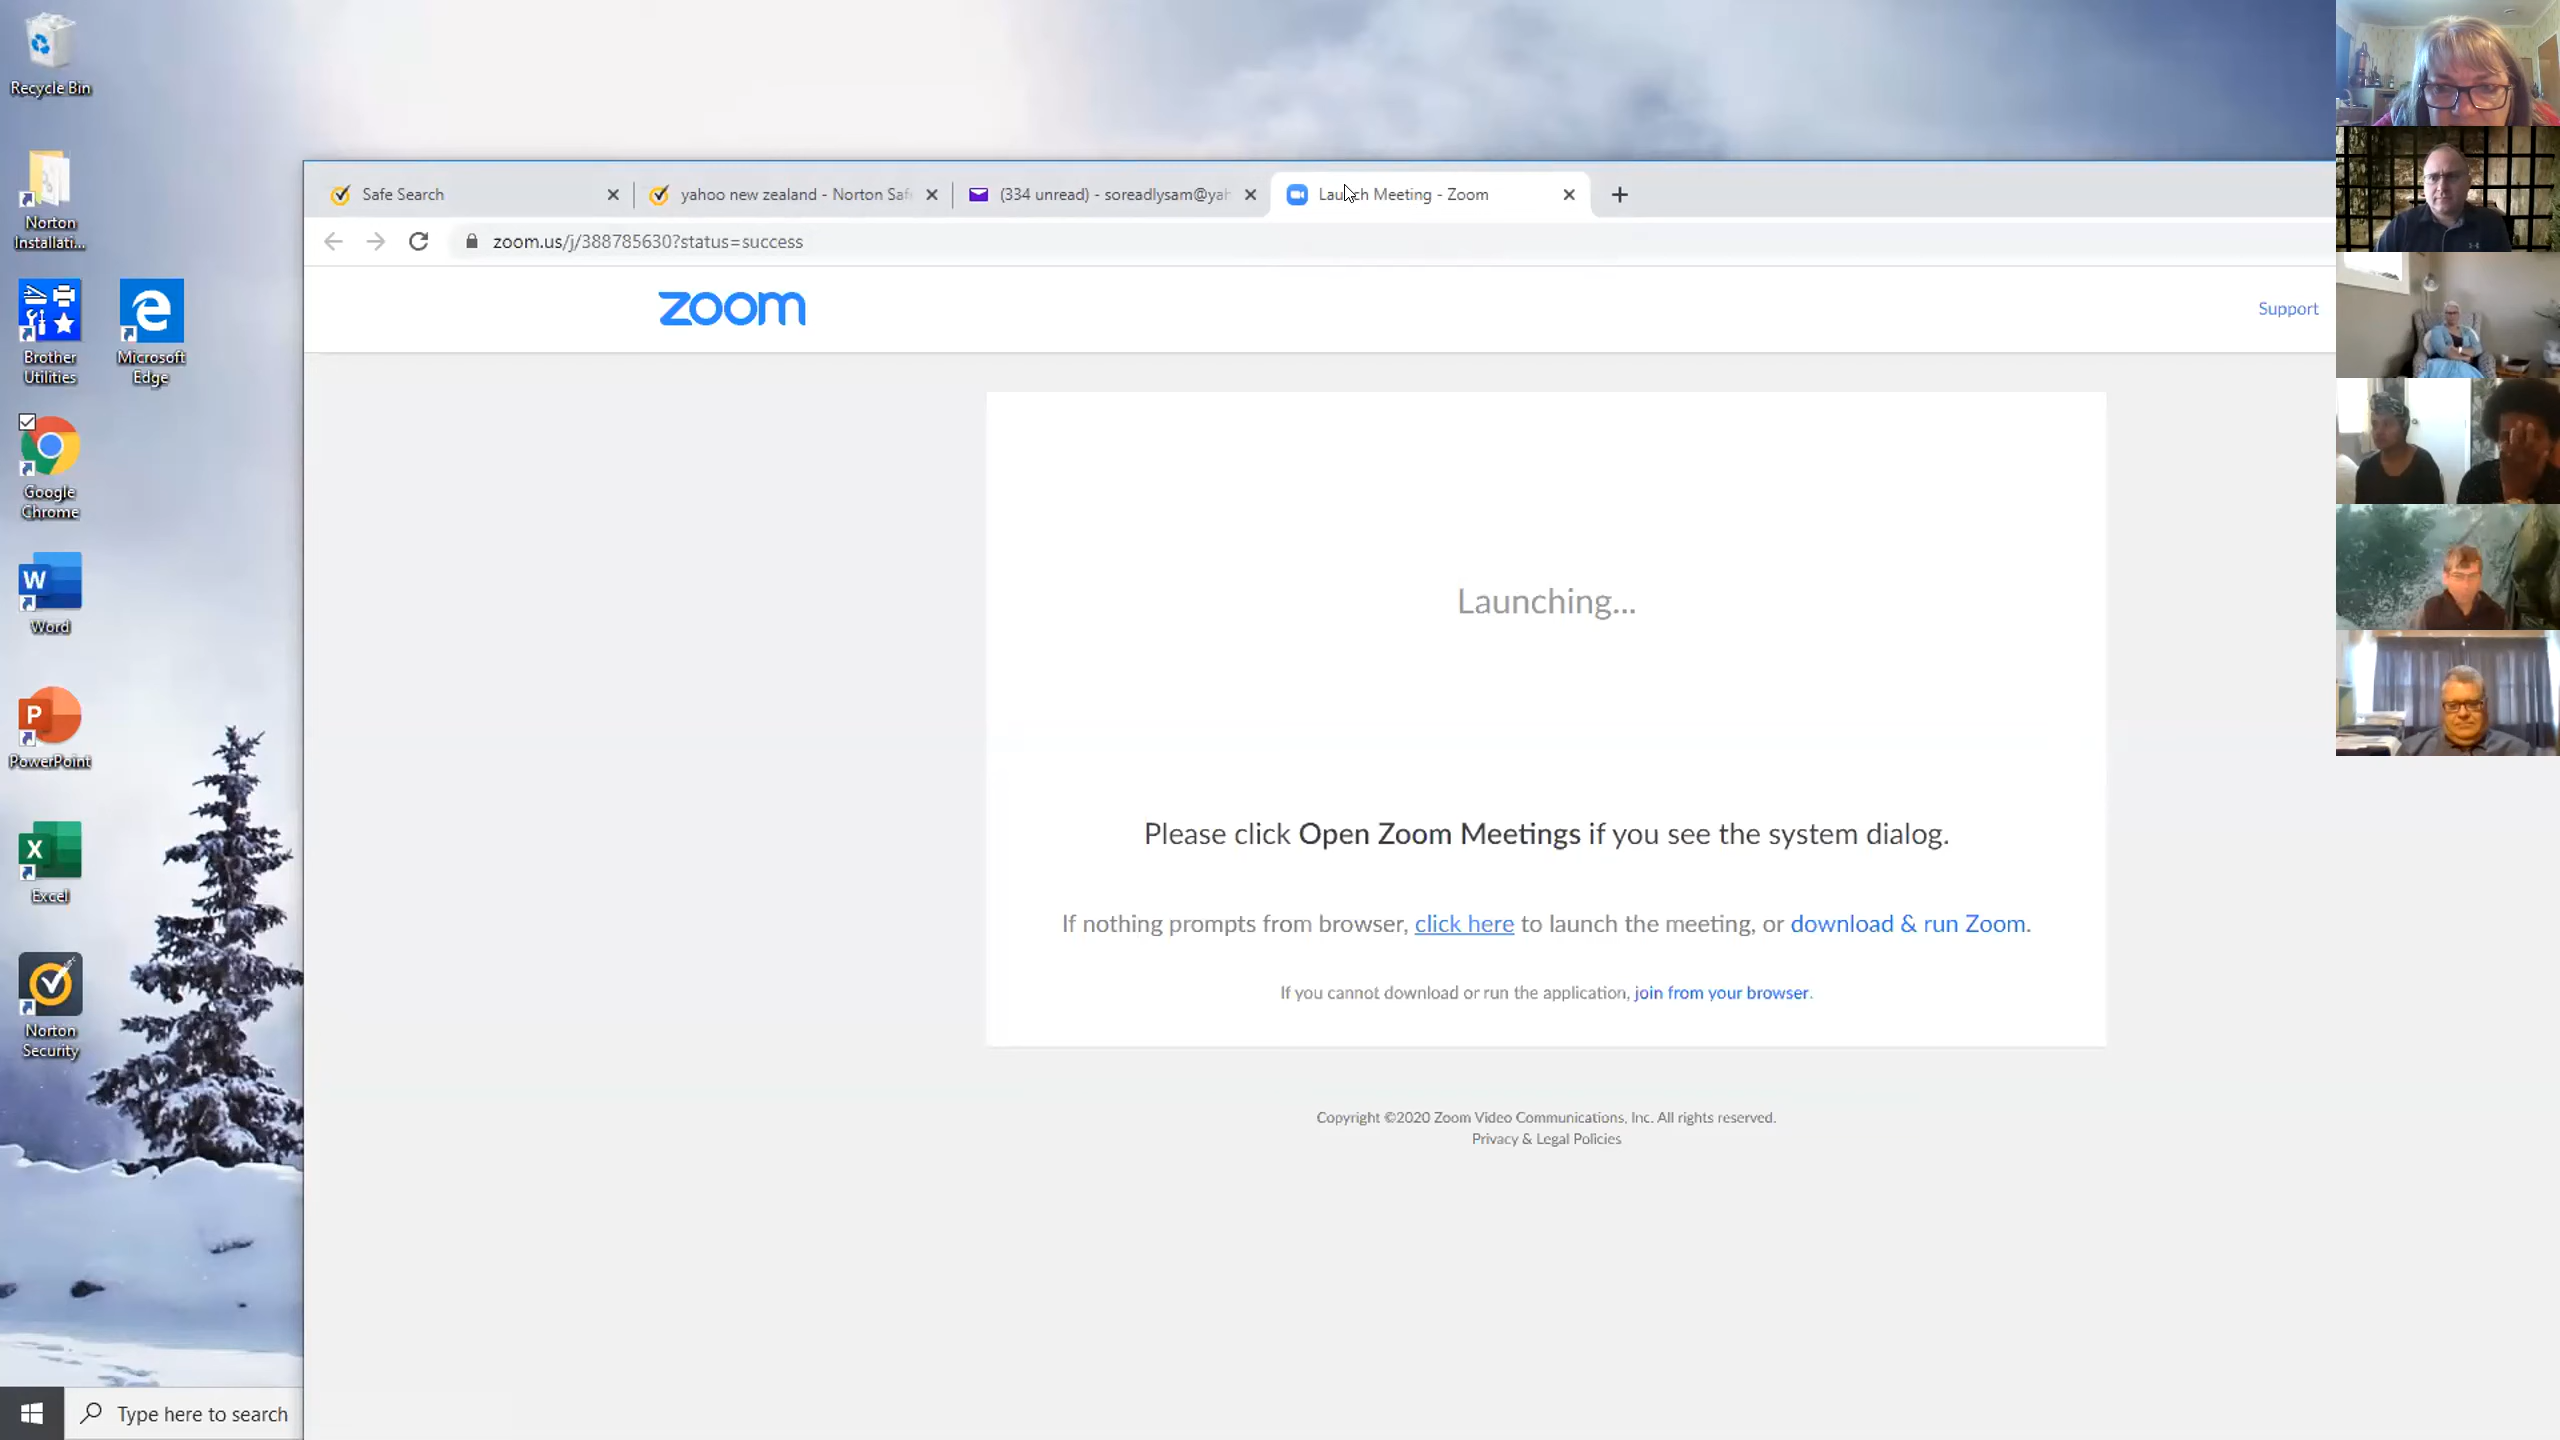 Recycle Bin
Norton
Installati...
Brother
Utilities
Microsoft
Edge
Google
Chrome
W
Word
P
PowerPoint
X
Excel
Norton
Security
Type here to search
Safe Search
yahoo new zealand - Norton Saf
(334 unread) - soreadlysam@yah
Launch Meeting - Zoom
zoom.us/j/388785630?status=success
zoom
Support
Launching...
Please click Open Zoom Meetings if you see the system dialog.
If nothing prompts from browser, click here to launch the meeting, or download & run Zoom.
If you cannot download or run the application, join from your browser.
Copyright ©2020 Zoom Video Communications, Inc. All rights reserved.
Privacy & Legal Policies